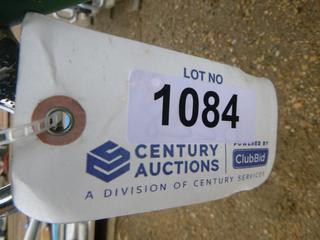 LOT NO
1084
CENTURY
AUCTIONS
POWERED BY
ClubBid
A DIVISION OF CENTURY SERVICES